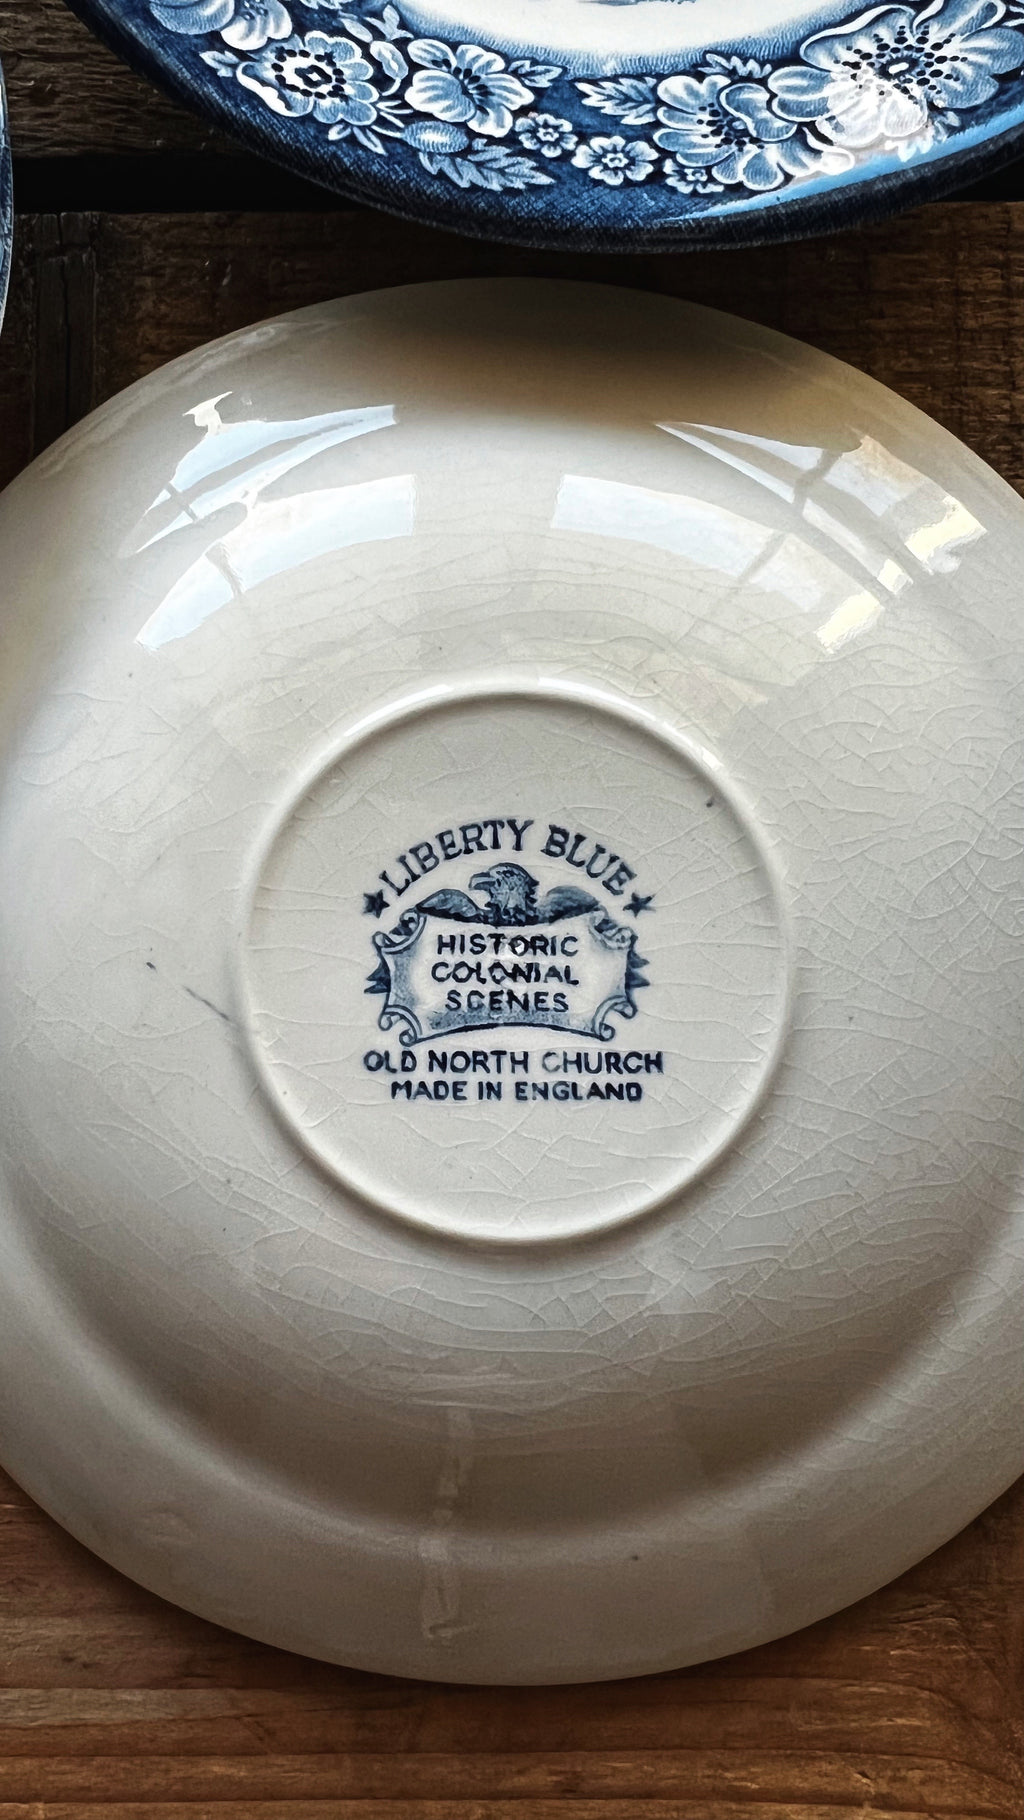 LIBERTY BLUE
HISTORIC
COLONIAL
SCENES
OLD NORTH CHURCH
MADE IN ENGLAND